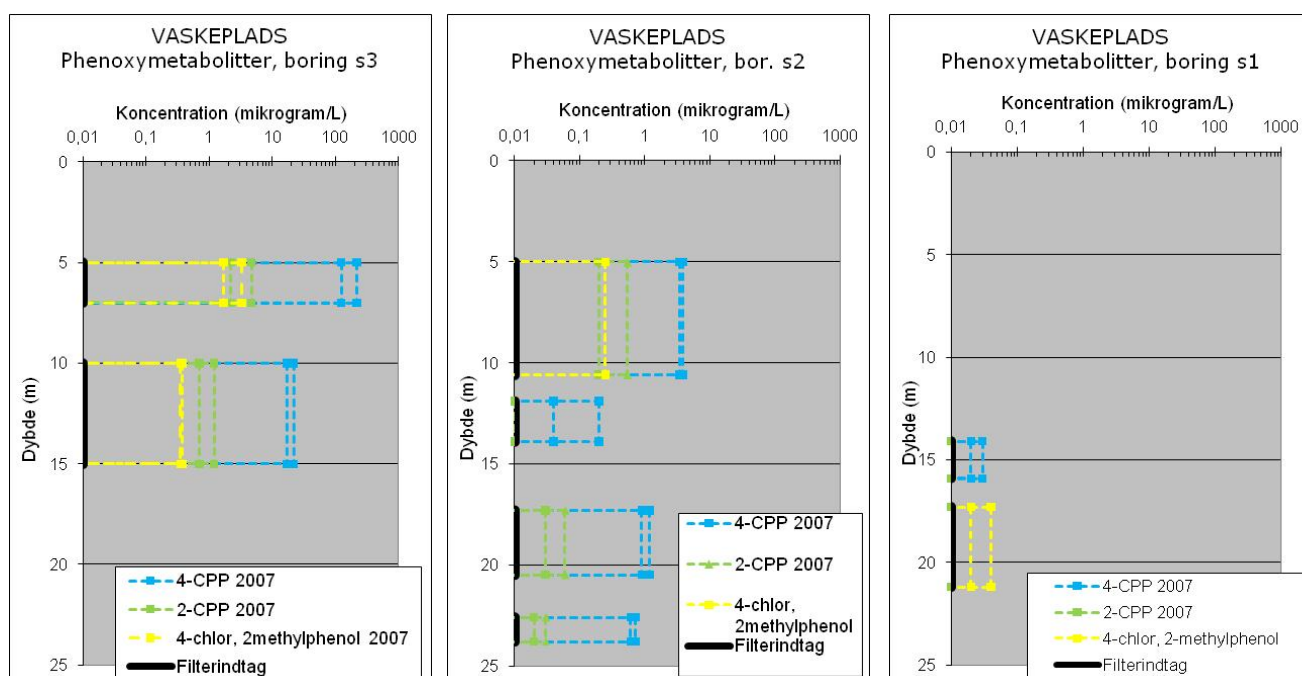 VASKEPLADS
Phenoxymetabolitter, boring s3
Koncentration (mikrogram/L)
0,01 0,1 1 10 100 1000
0
5
10
15
20
25
Dybde (m)
4-CPP 2007
2-CPP 2007
4-chlor, 2methylphenol 2007
Filterindtag
VASKEPLADS
Phenoxymetabolitter, bor. s2
Koncentration (mikrogram/L)
0,01 0,1 1 10 100 1000
0
5
10
15
20
25
Dybde (m)
4-CPP 2007
2-CPP 2007
4-chlor,
2methylphenol
Filterindtag
VASKEPLADS
Phenoxymetabolitter, boring s1
Koncentration (mikrogram/L)
0,01 0,1 1 10 100 1000
0
5
10
15
20
25
Dybde (m)
4-CPP 2007
2-CPP 2007
4-chlor, 2-methylphenol
Filterindtag